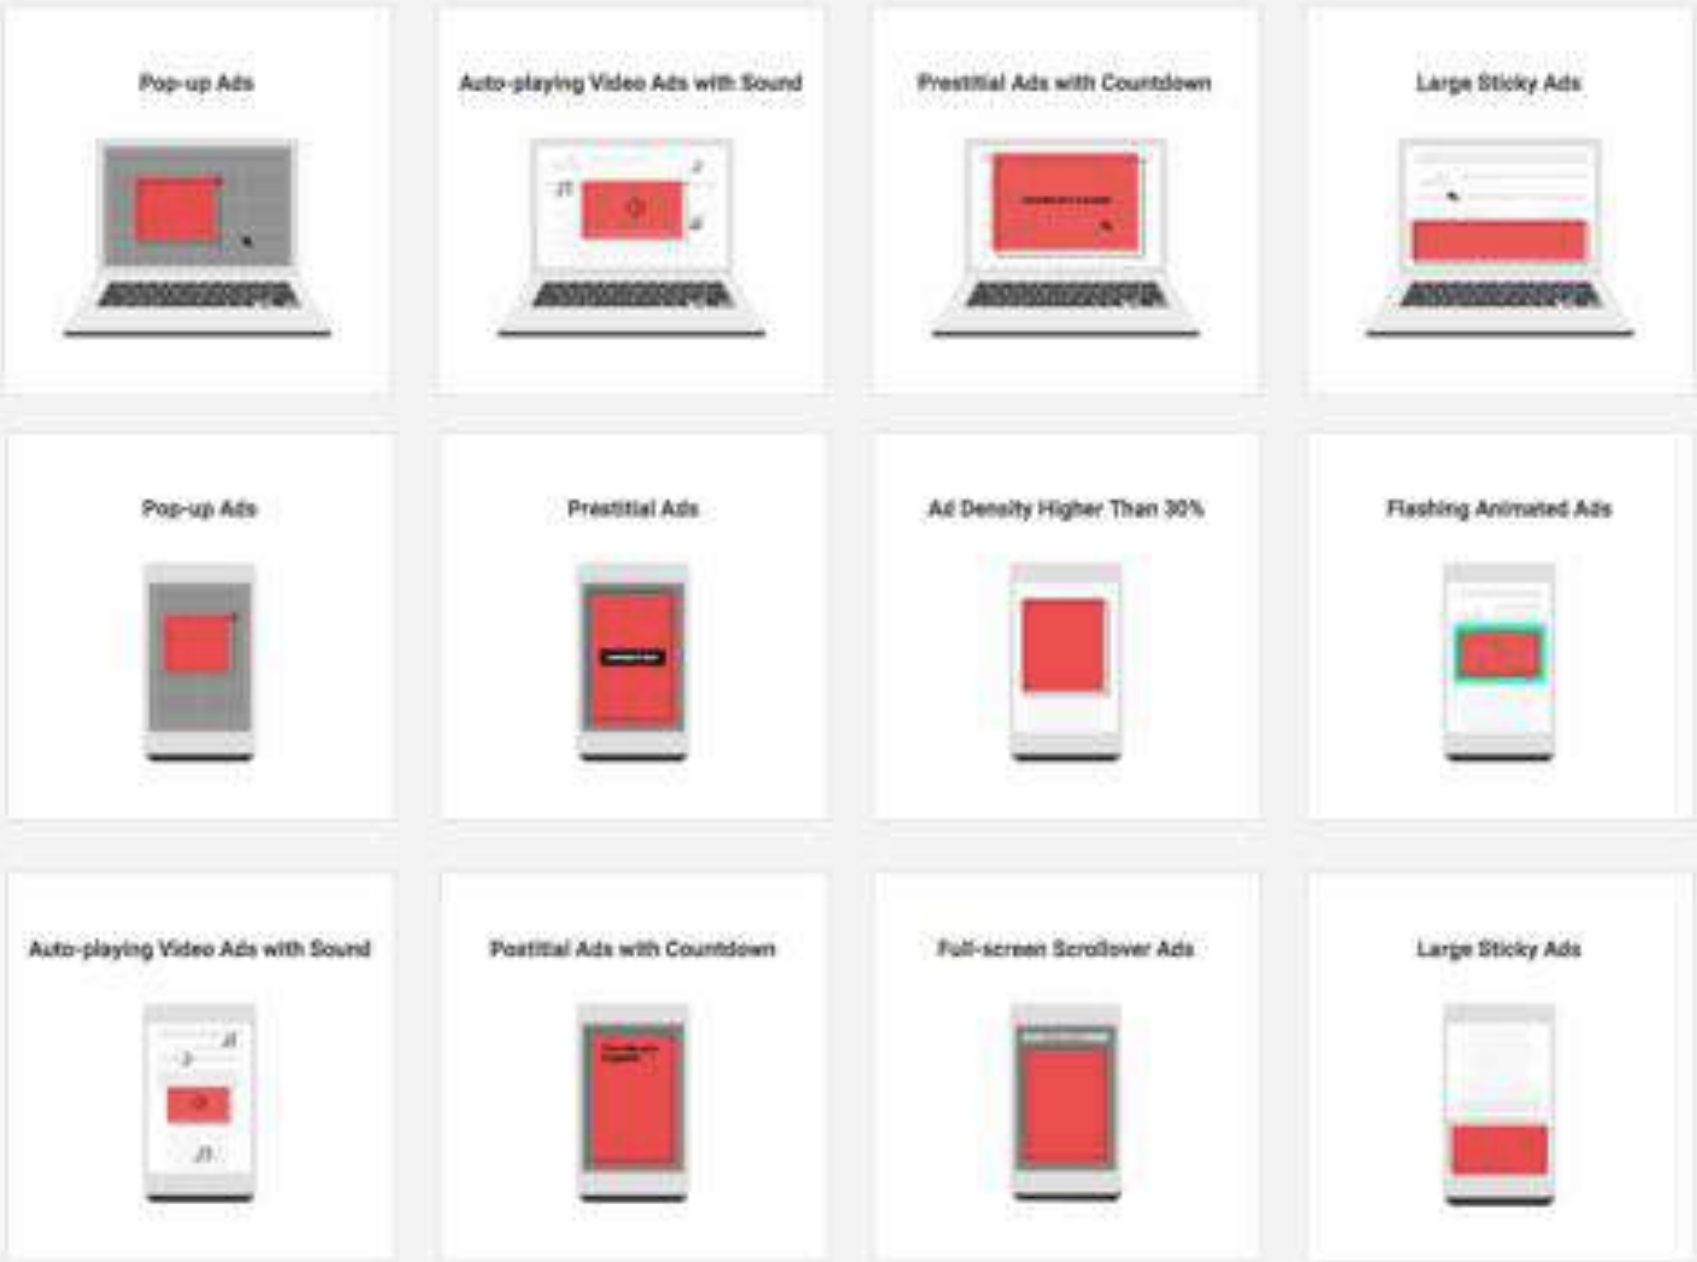 Pop-up Ads
Auto-playing Video Ads with Sound
Prestitial Ads with Countdown
Large Sticky Ads
Pop-up Ads
Prestitial Ads
Ad Density Higher Than 30%
Flashing Animated Ads
Auto-playing Video Ads with Sound
Postitial Ads with Countdown
Full-screen Scrollover Ads
Large Sticky Ads